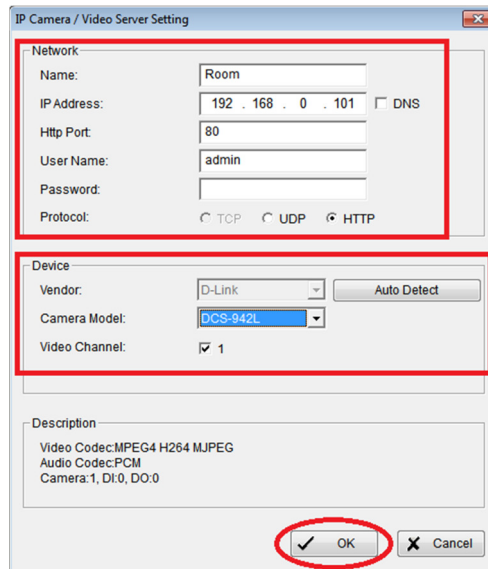 IP Camera / Video Server Setting
Network
Name: Room
IP Address: 192 . 168 . 0 . 101 DNS
Http Port: 80
User Name: admin
Password:
Protocol: TCP UDP HTTP
Device
Vendor: D-Link Auto Detect
Camera Model: DCS-942L
Video Channel: 1
Description
Video Codec:MPEG4 H264 MJPEG
Audio Codec:PCM
Camera:1, DI:0, DO:0
OK Cancel